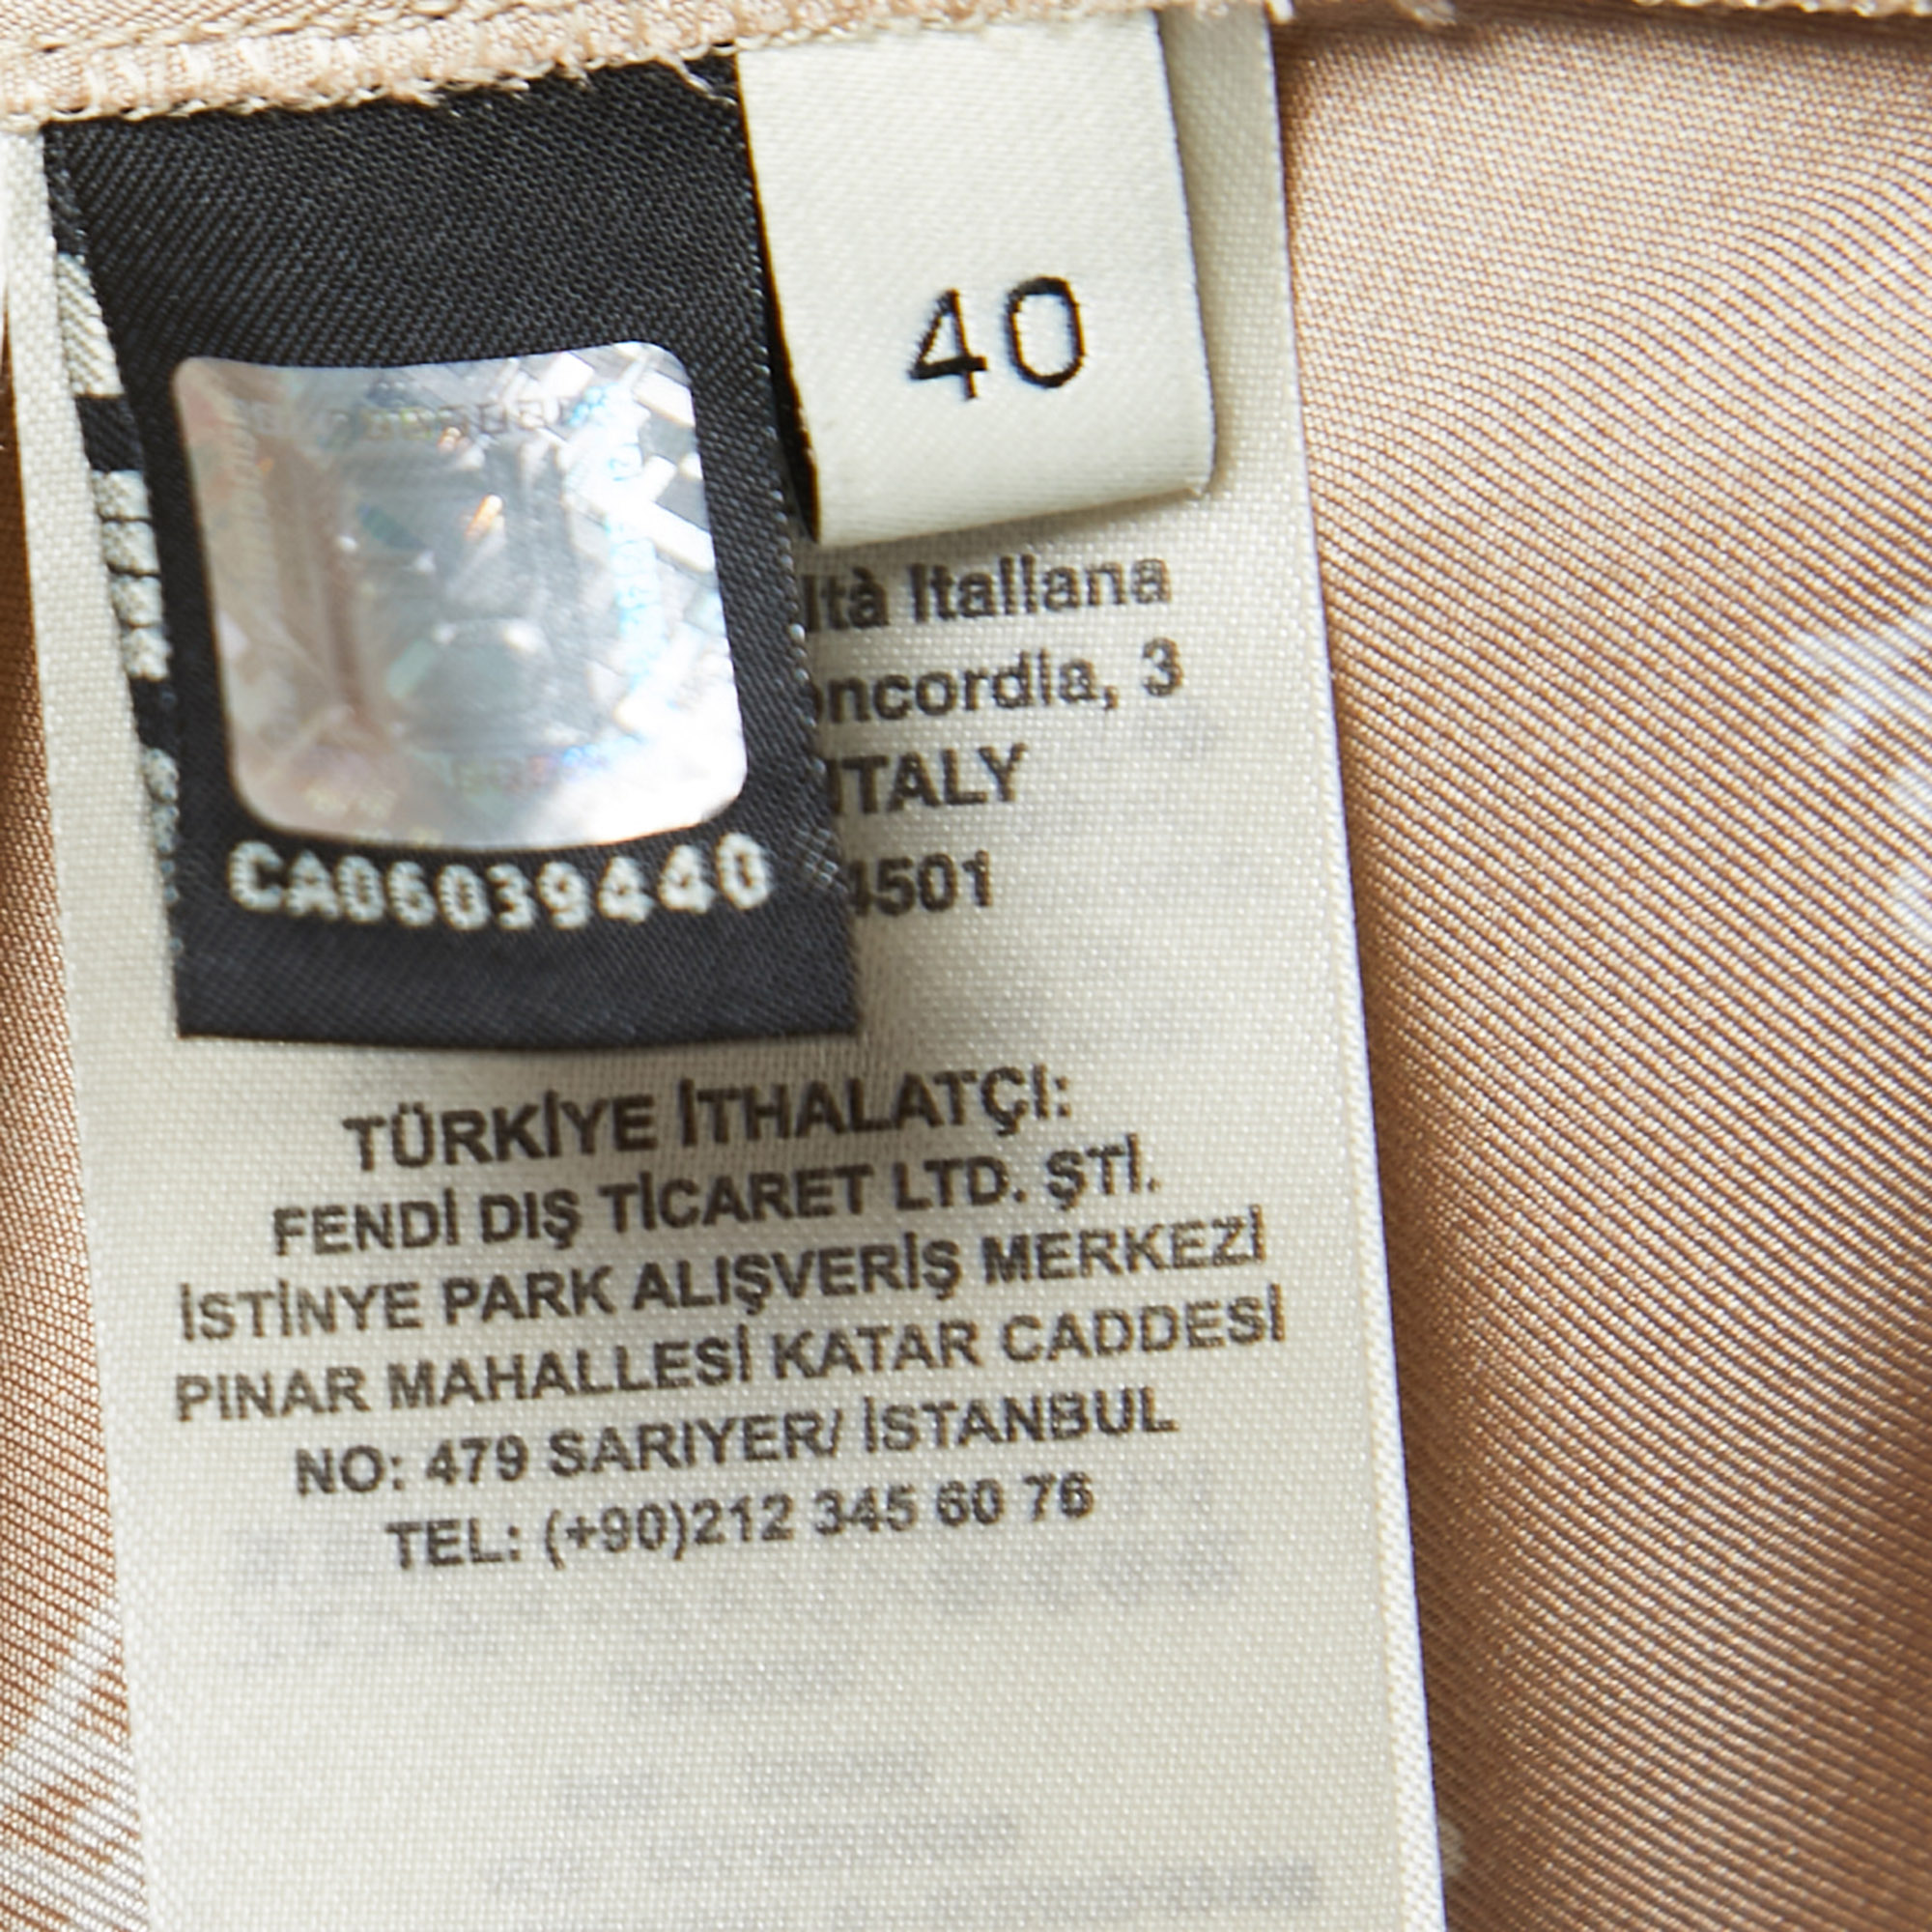 40
ltà Italiana
oncordia, 3
ITALY
4501
CA06039440
TÜRKİYE İTHALATÇI:
FENDİ DIŞ TİCARET LTD. ŞTİ.
İSTİNYE PARK ALIŞVERİŞ MERKEZİ
PINAR MAHALLESİ KATAR CADDESİ
NO: 479 SARIYER/ İSTANBUL
TEL: (+90)212 345 60 76